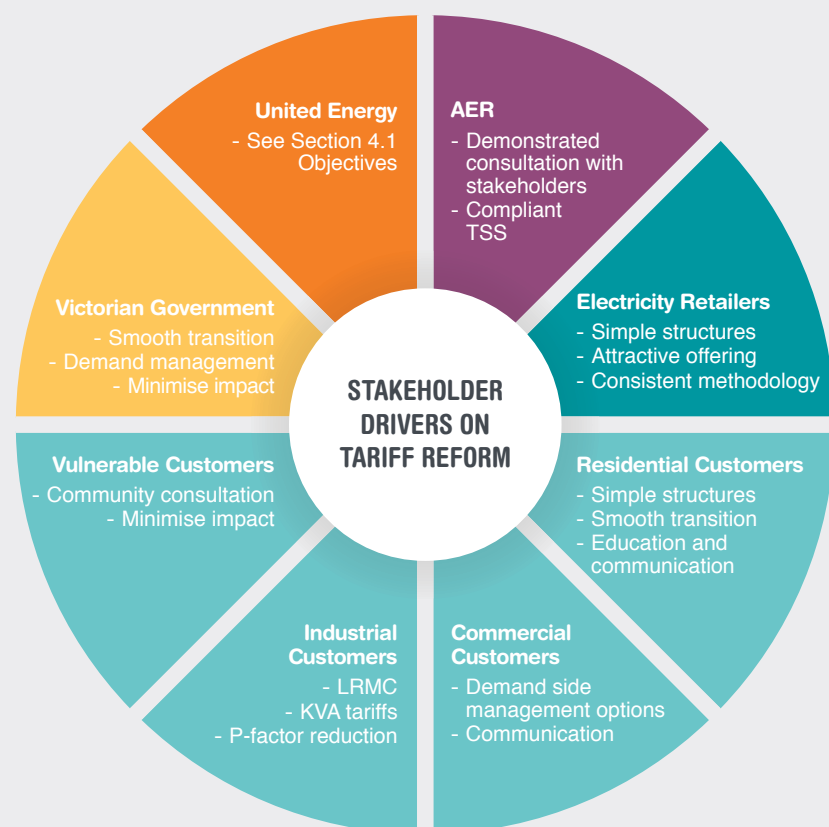 United Energy
- See Section 4.1
Objectives
AER
- Demonstrated
consultation with
stakeholders
- Compliant
TSS
Electricity Retailers
- Simple structures
- Attractive offering
- Consistent methodology
Residential Customers
- Simple structures
- Smooth transition
- Education and
communication
Commercial
Customers
- Demand side
management options
- Communication
Industrial
Customers
- LRMC
- KVA tariffs
- P-factor reduction
Vulnerable Customers
- Community consultation
- Minimise impact
Victorian Government
- Smooth transition
- Demand management
- Minimise impact
STAKEHOLDER
DRIVERS ON
TARIFF REFORM